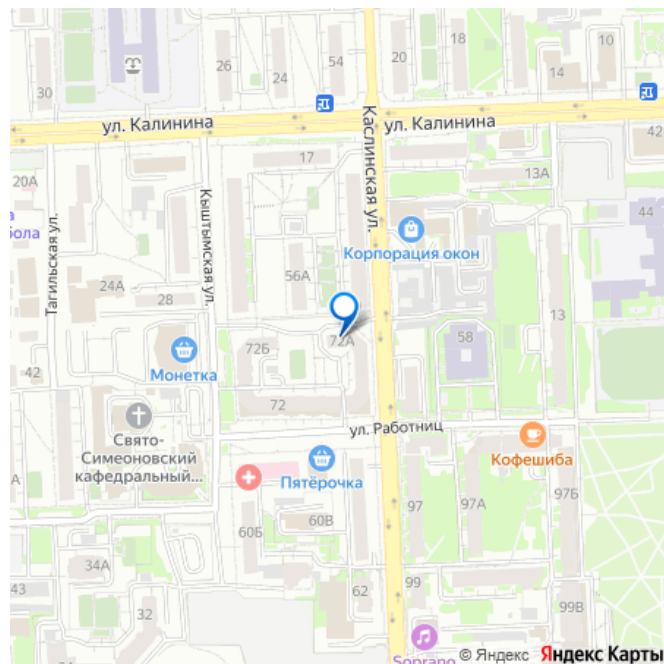 18
20
10
54
26
24
14
30
ул. Калинина
ул. Калинина
42
Каслинская ул.
17
13А
20А
а
бола
Тагильская ул.
Кыштымская ул.
44
Корпорация окон
56А
24А
28
13
72Б
72А
58
Монетка
42
72
ул. Работниц
Свято-
Симеоновский
кафедральный...
Кофешиба
Пятёрочка
97
97А
97Б
60Б
60В
34А
99
43
62
32
99В
Soprano
© Яндекс Яндекс Карты